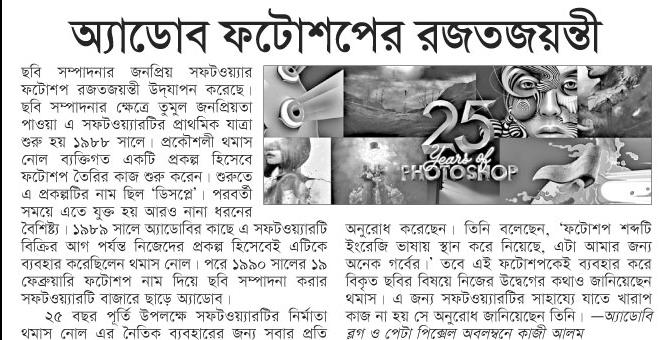 অ্যাডোব ফটোশপের রজতজয়ন্তী
ছবি সম্পাদনার জনপ্রিয় সফটওয়্যার
ফটোশপ রজতজয়ন্তী উদ্‌যাপন করেছে।
ছবি সম্পাদনার ক্ষেত্রে তুমুল জনপ্রিয়তা
পাওয়া এ সফটওয়্যারটির প্রাথমিক যাত্রা
শুরু হয় ১৯৮৮ সালে। প্রকৌশলী থমাস
নোল ব্যক্তিগত একটি প্রকল্প হিসেবে
ফটোশপ তৈরির কাজ শুরু করেন। শুরুতে
এ প্রকল্পটির নাম ছিল ‘ডিসপ্লে’। পরবর্তী
সময়ে এতে যুক্ত হয় আরও নানা ধরনের
বৈশিষ্ট্য। ১৯৮৯ সালে অ্যাডোবির কাছে এ সফটওয়্যারটি
বিক্রির আগ পর্যন্ত নিজেদের প্রকল্প হিসেবেই এটিকে
ব্যবহার করেছিলেন থমাস নোল। পরে ১৯৯০ সালের ১৯
ফেব্রুয়ারি ফটোশপ নাম দিয়ে ছবি সম্পাদনা করার
সফটওয়্যারটি বাজারে ছাড়ে অ্যাডোব।
২৫ বছর পূর্তি উপলক্ষে সফটওয়্যারটির নির্মাতা
থমাস নোল এর নৈতিক ব্যবহারের জন্য সবার প্রতি
25
Years of
PHOTOSHOP
অনুরোধ করেছেন। তিনি বলেছেন, ‘ফটোশপ শব্দটি
ইংরেজি ভাষায় স্থান করে নিয়েছে, এটা আমার জন্য
অনেক গর্বের।’ তবে এই ফটোশপকেই ব্যবহার করে
বিকৃত ছবির বিষয়ে নিজের উদ্বেগের কথাও জানিয়েছেন
থমাস। এ জন্য সফটওয়্যারটির সাহায্যে যাতে খারাপ
কাজ না হয় সে অনুরোধ জানিয়েছেন তিনি। —অ্যাডোবি
ব্লগ ও পেটা পিক্সেল অবলম্বনে কাজী আলম